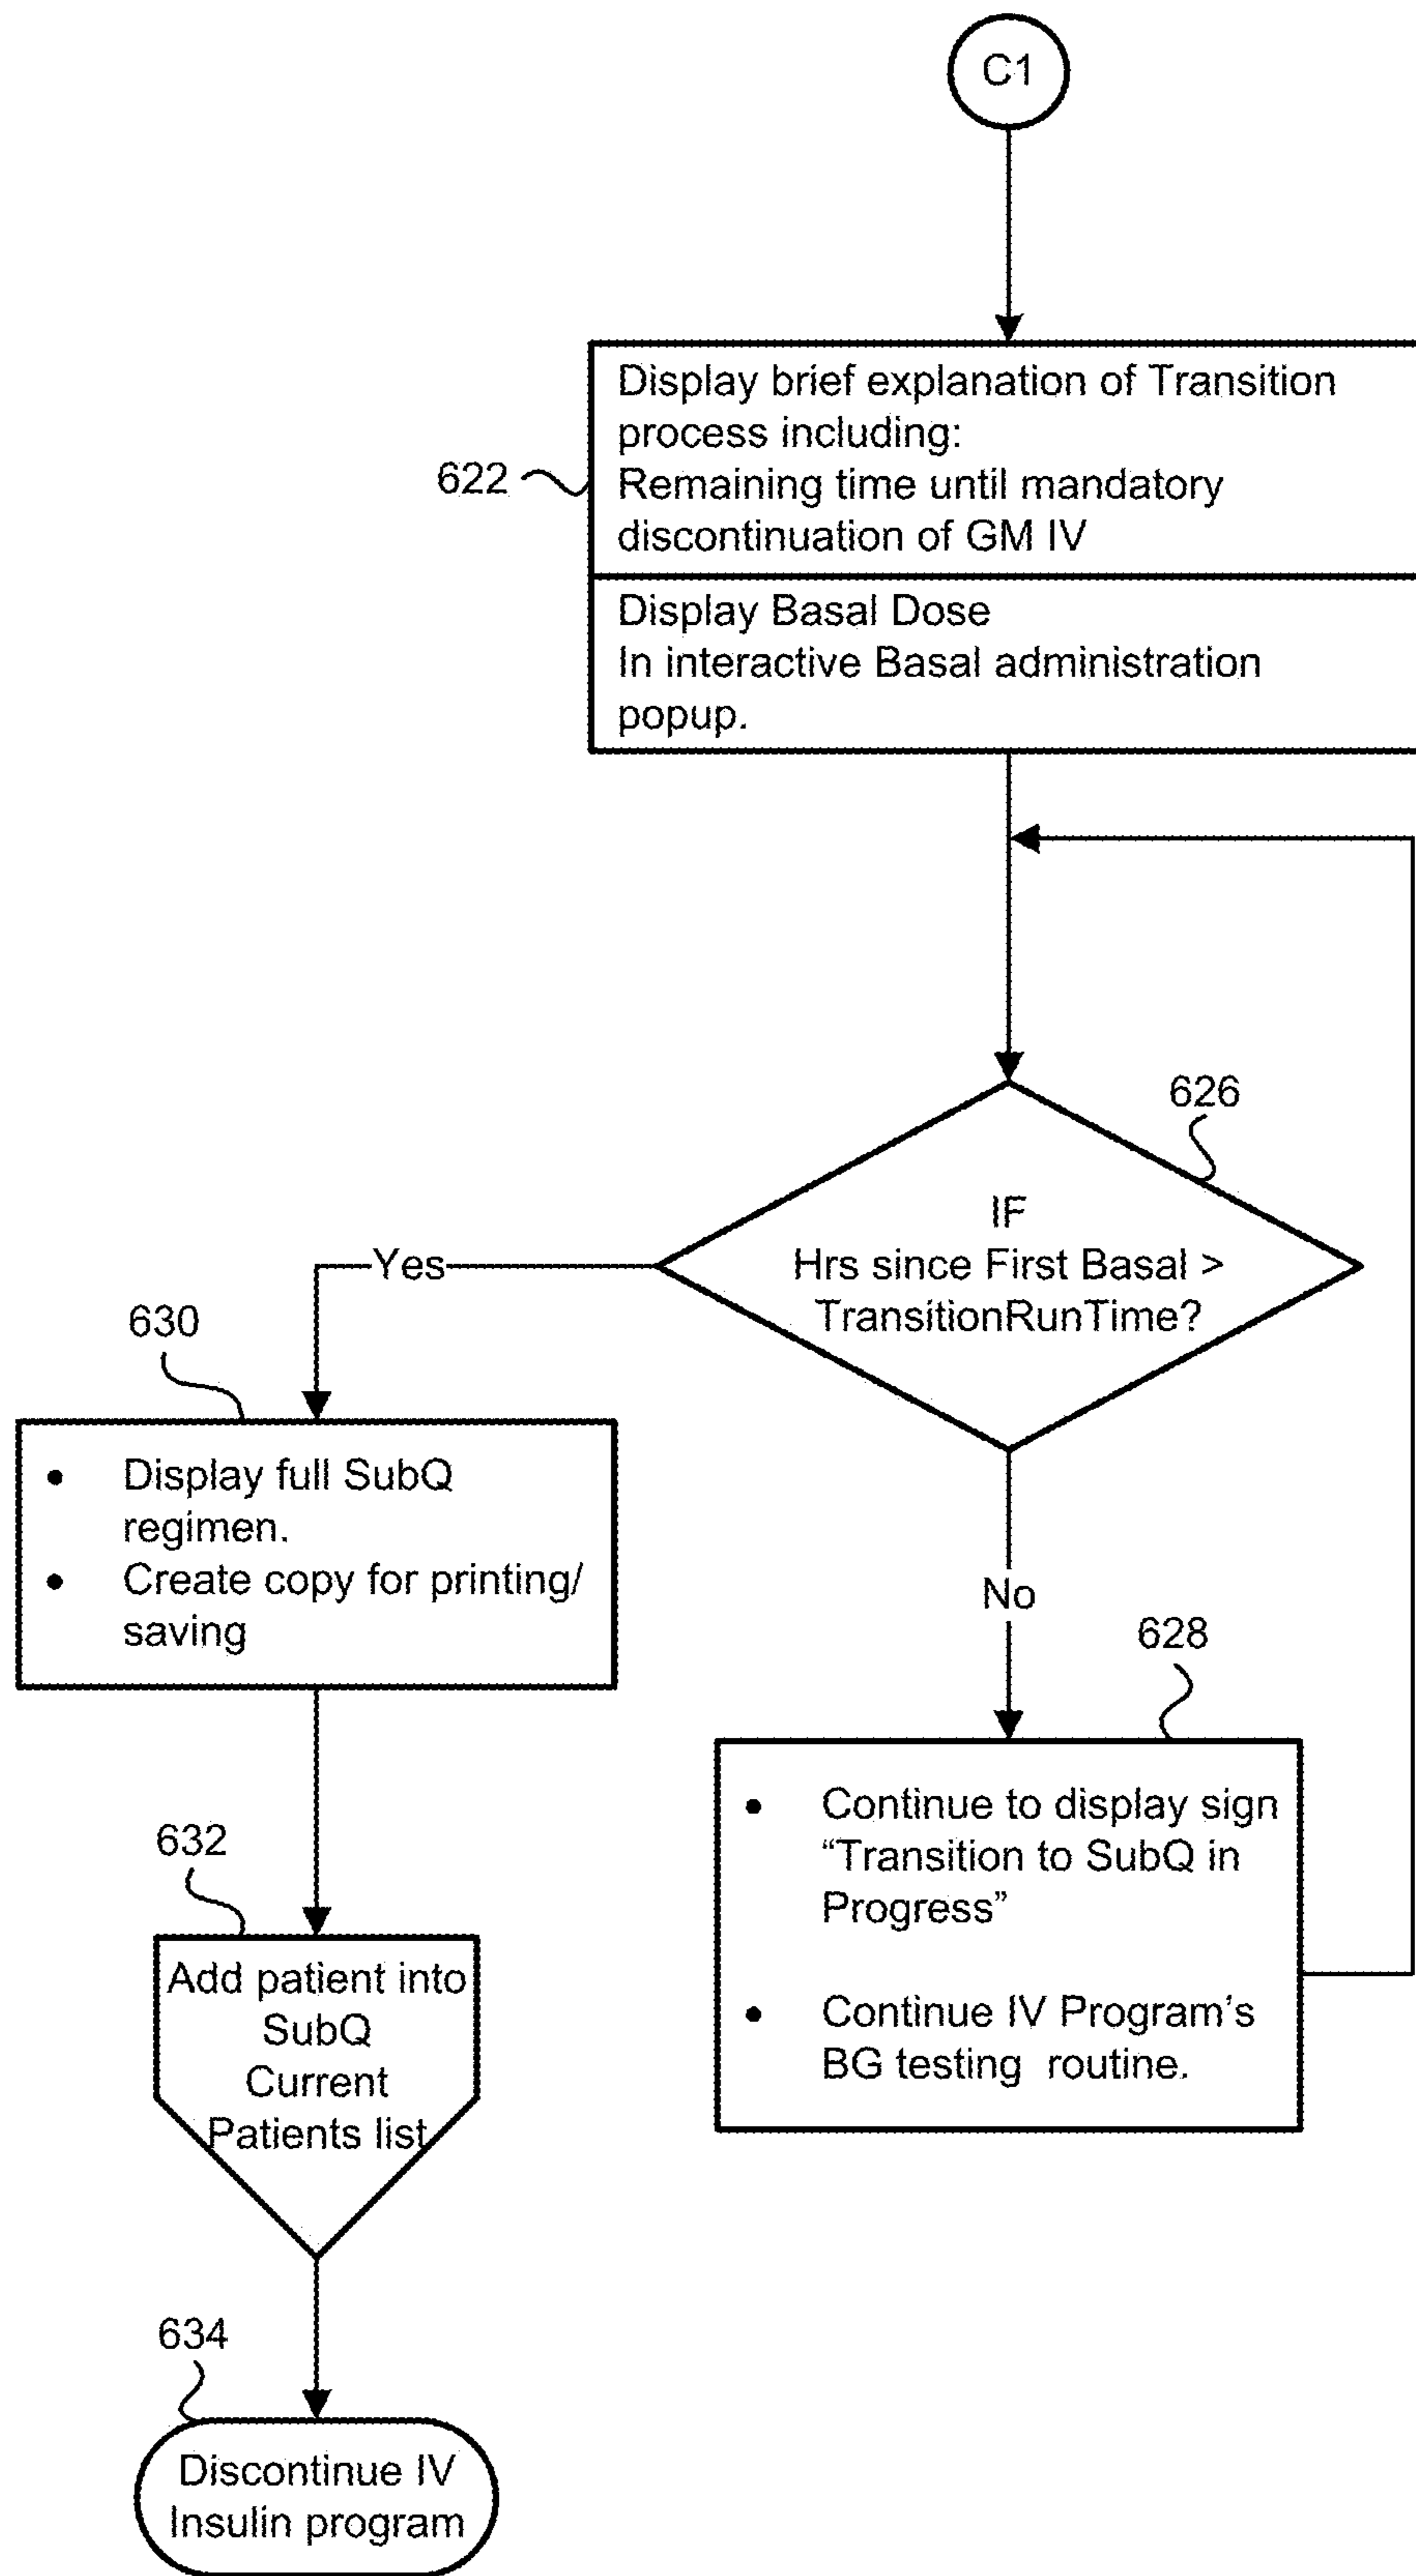 C1
Display brief explanation of Transition
process including:
Remaining time until mandatory
discontinuation of GM IV
622
Display Basal Dose
In interactive Basal administration
popup.
626
IF
Hrs since First Basal >
TransitionRunTime?
Yes
630
• Display full SubQ
regimen.
• Create copy for printing/
saving
No
628
• Continue to display sign
“Transition to SubQ in
Progress”
• Continue IV Program’s
BG testing routine.
632
Add patient into
SubQ
Current
Patients list
634
Discontinue IV
Insulin program